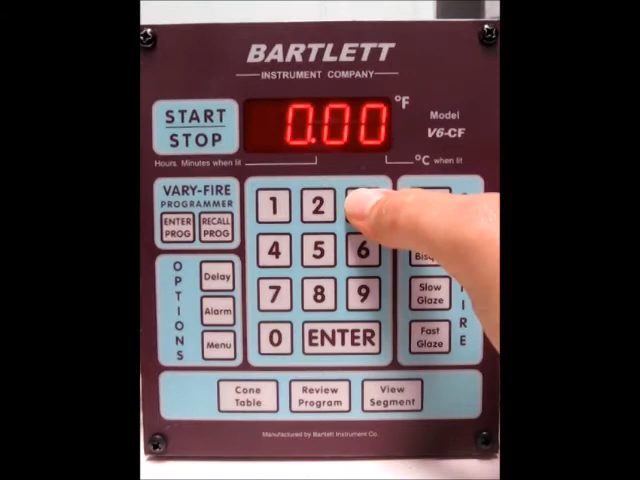 BARTLETT
INSTRUMENT COMPANY
START
STOP
0.00
°F
Model
V6-CF
Hours. Minutes when lit
°C when lit
VARY-FIRE
PROGRAMMER
ENTER
PROG
RECALL
PROG
1 2
4 5 6
7 8 9
0 ENTER
OPTIONS
Delay
Alarm
Menu
Slow
Glaze
Fast
Glaze
Cone
Table
Review
Program
View
Segment
Manufactured by Bartlett Instrument Co.